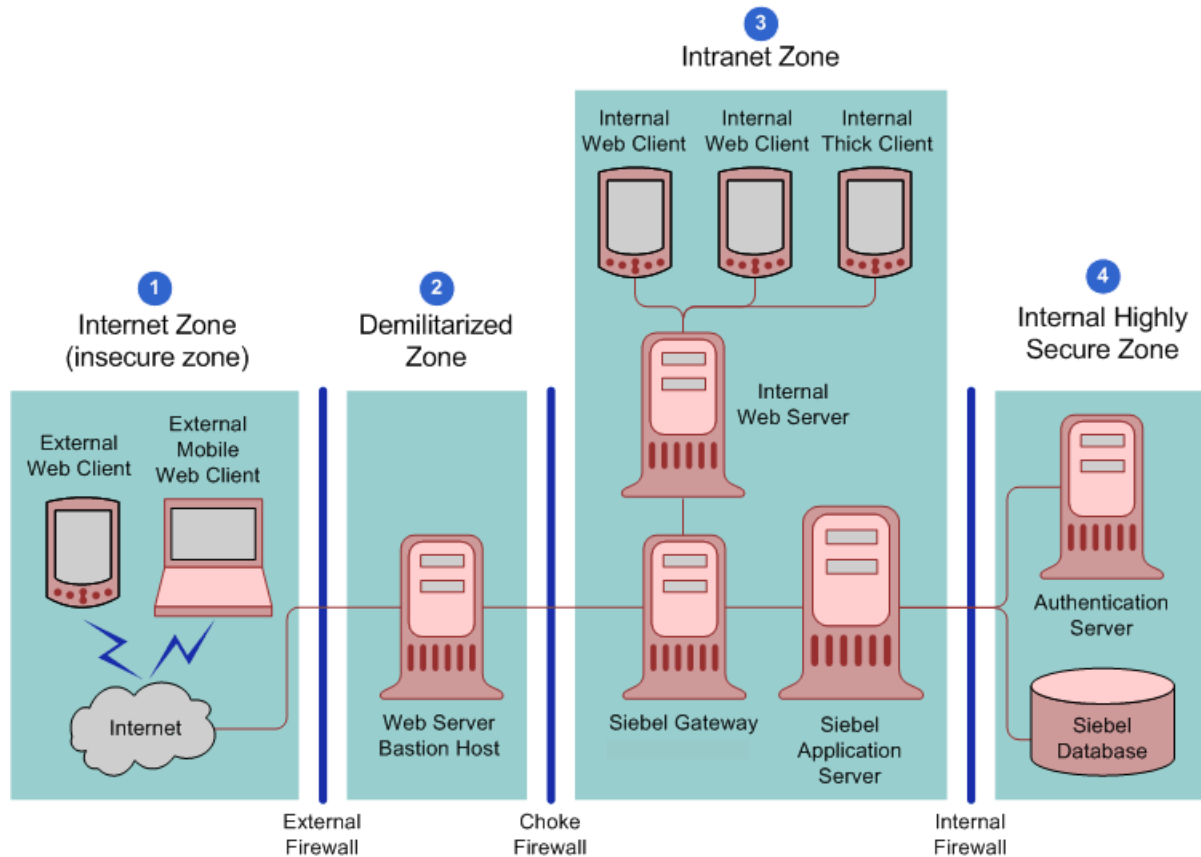 3
Intranet Zone
Internal
Web Client
Internal
Web Client
Internal
Thick Client
1
Internet Zone
(insecure zone)
2
Demilitarized
Zone
4
Internal Highly
Secure Zone
Internal
Web Server
External
Web Client
External
Mobile
Web Client
Internet
Web Server
Bastion Host
Siebel Gateway
Siebel
Application
Server
Authentication
Server
Siebel
Database
External
Firewall
Choke
Firewall
Internal
Firewall